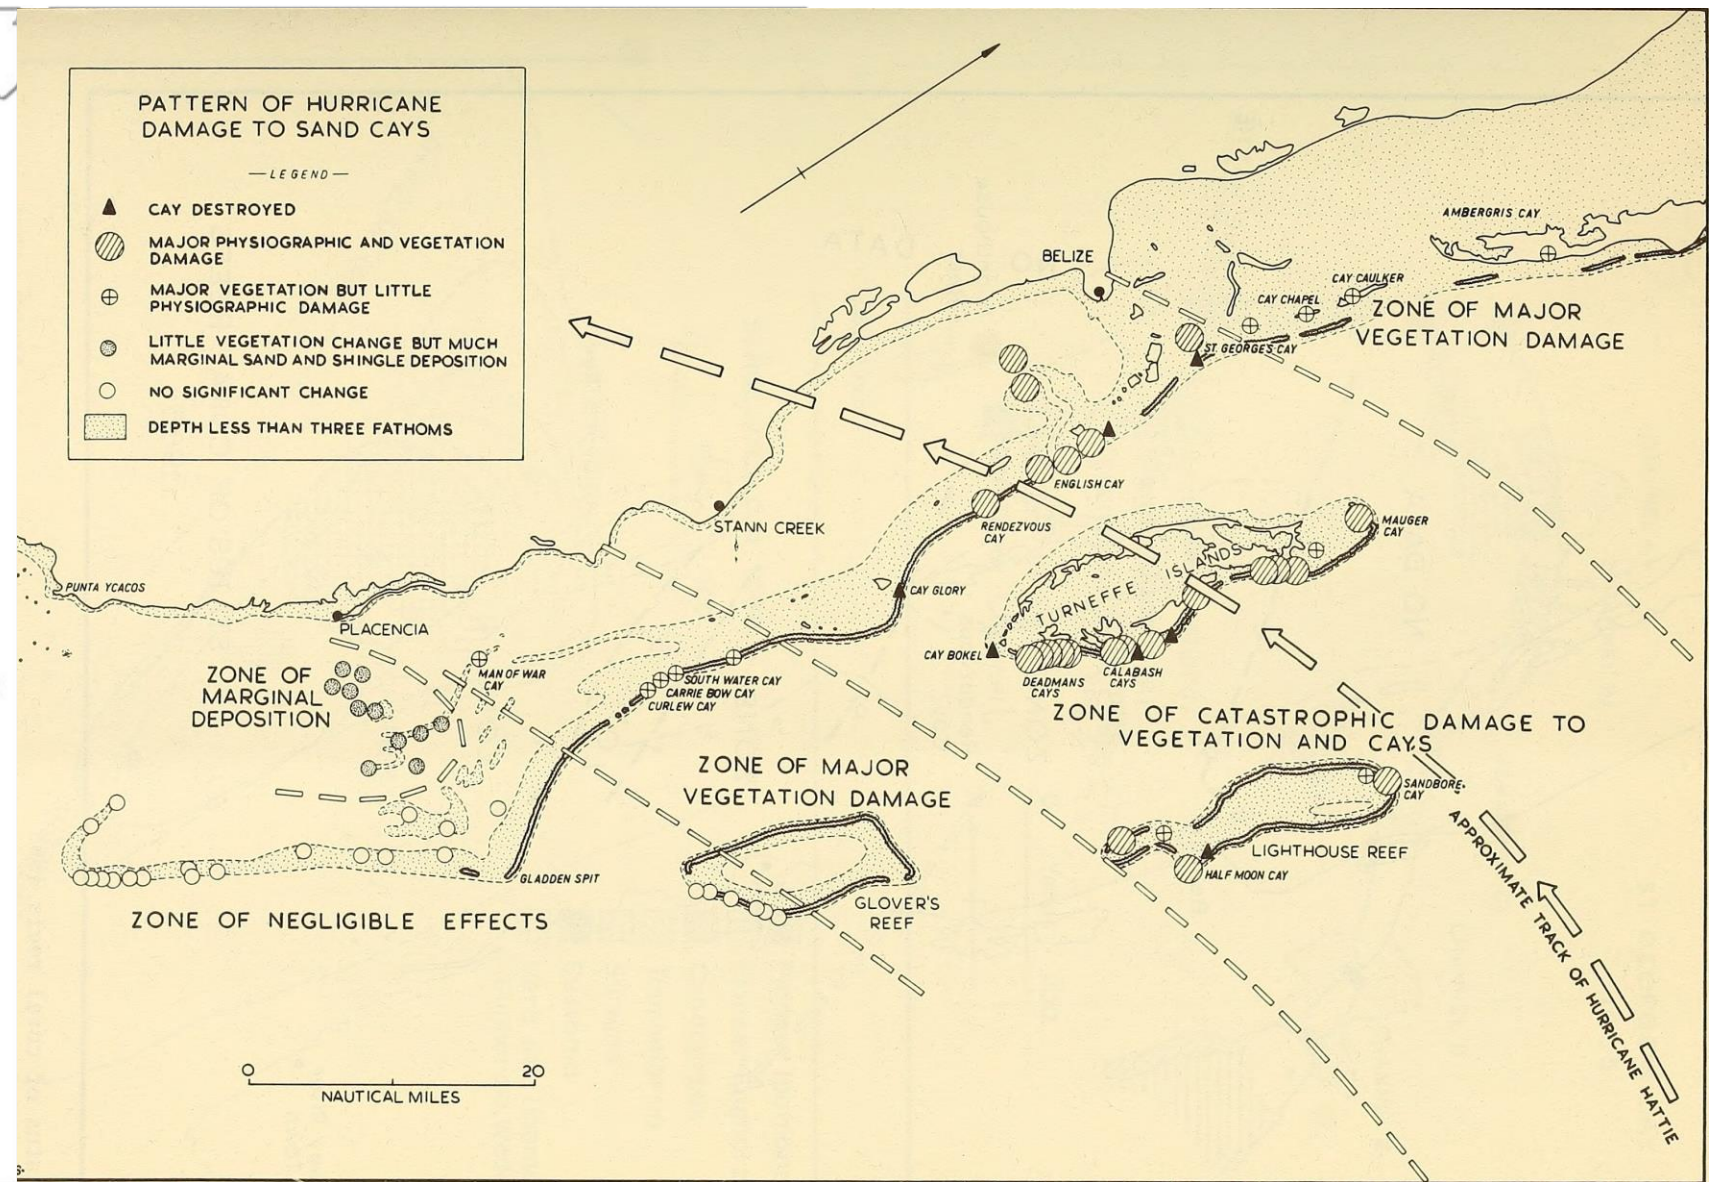 PATTERN OF HURRICANE
DAMAGE TO SAND CAYS
—LEGEND—
CAY DESTROYED
MAJOR PHYSIOGRAPHIC AND VEGETATION
DAMAGE
MAJOR VEGETATION BUT LITTLE
PHYSIOGRAPHIC DAMAGE
LITTLE VEGETATION CHANGE BUT MUCH
MARGINAL SAND AND SHINGLE DEPOSITION
NO SIGNIFICANT CHANGE
DEPTH LESS THAN THREE FATHOMS
AMBERGRIS CAY
BELIZE
CAY CAULKER
CAY CHAPEL
ZONE OF MAJOR
VEGETATION DAMAGE
ST GEORGES CAY
ENGLISH CAY
RENDEZVOUS
CAY
MAUGER
CAY
STANN CREEK
TURNEFFE ISLANDS
PUNTA YCACOS
CAY GLORY
PLACENCIA
CAY BOKEL
ZONE OF
MARGINAL
DEPOSITION
MAN OF WAR
CAY
SOUTH WATER CAY
CARRIE BOW CAY
CURLEW CAY
DEADMANS
CAYS
CALABASH
CAYS
ZONE OF CATASTROPHIC DAMAGE TO
VEGETATION AND CAYS
ZONE OF MAJOR
VEGETATION DAMAGE
SANDBORE
CAY
APPROXIMATE TRACK OF HURRICANE HATTIE
LIGHTHOUSE REEF
HALF MOON CAY
GLADDEN SPIT
GLOVER'S
REEF
ZONE OF NEGLIGIBLE EFFECTS
0 20
NAUTICAL MILES